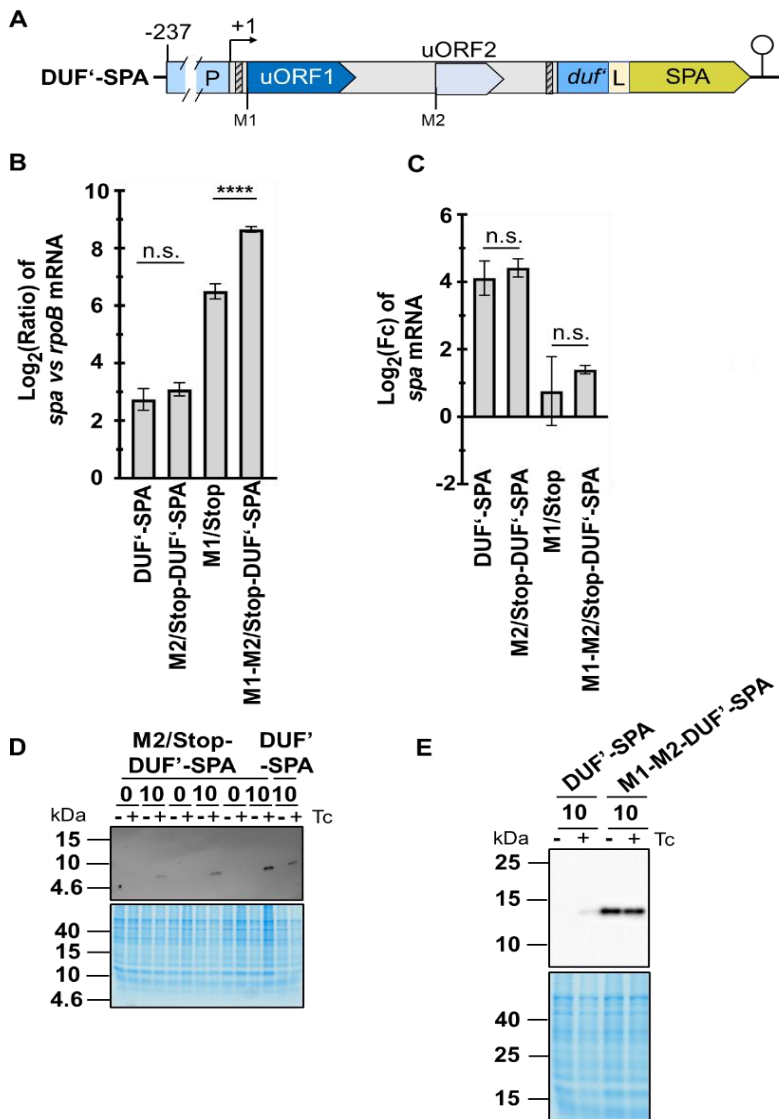 A
-237
+1
uORF2
DUF‘-SPA
P
uORF1
duf‘
L
SPA
M1
M2
B
Log2(Ratio) of
spa vs rpoB mRNA
10
8
6
4
2
0
n.s.
****
DUF‘-SPA
M2/Stop-DUF‘-SPA
M1/Stop
M1-M2/Stop-DUF‘-SPA
C
Log2(Fc) of
spa mRNA
6
4
2
0
-2
n.s.
n.s.
DUF‘-SPA
M2/Stop-DUF‘-SPA
M1/Stop
M1-M2/Stop-DUF‘-SPA
D
M2/Stop- DUF’
DUF’-SPA -SPA
0 10 0 10 0 10 10
kDa - + - + - + - + - + - + - + Tc
15
10
4.6
40
15
10
4.6
E
DUF’-SPA
M1-M2-DUF’-SPA
10 10
kDa - + - + Tc
25
15
10
40
25
15